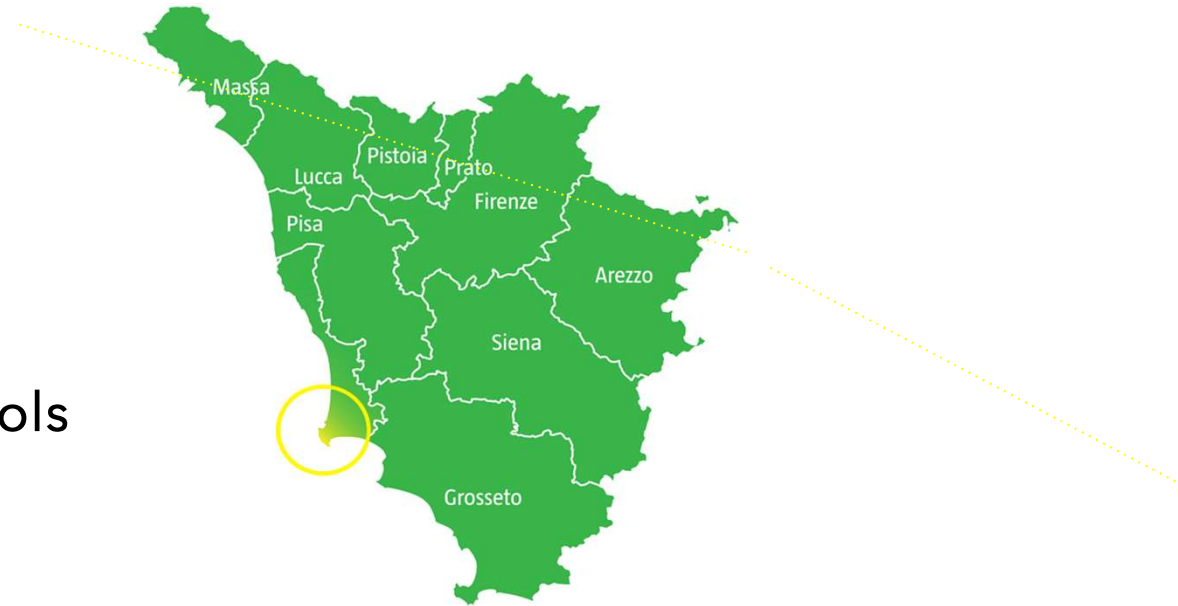 Massa
Pistoia
Prato
Lucca
Firenze
Pisa
Arezzo
Siena
ols
Grosseto